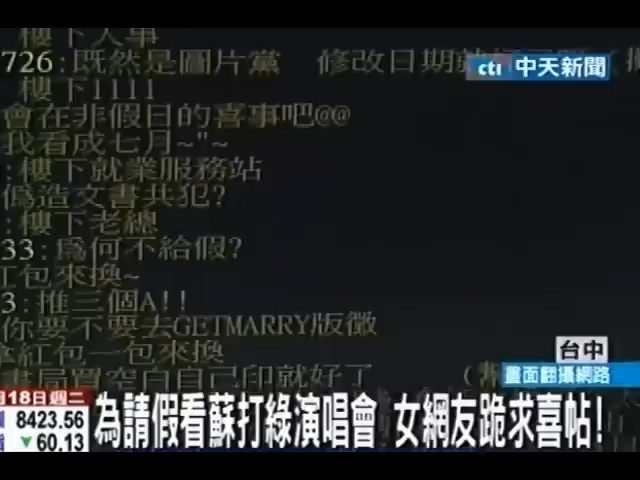 樓下人事
726:既然是圖片黨　修改日期
cti 中天新聞
樓下1111
會在非假日的喜事吧@@
我看成七月~"~
:樓下就業服務站
偽造文書共犯?
:樓下老總
33:為何不給假?
紅包來換~
3:推三個A!!
你要不要去GETMARRY版徵
紅包一包來換
書局買空白自己印就好了
台中
畫面翻攝網路
月18日週二
8423.56
▼60.13
為請假看蘇打綠演唱會 女網友跪求喜帖!